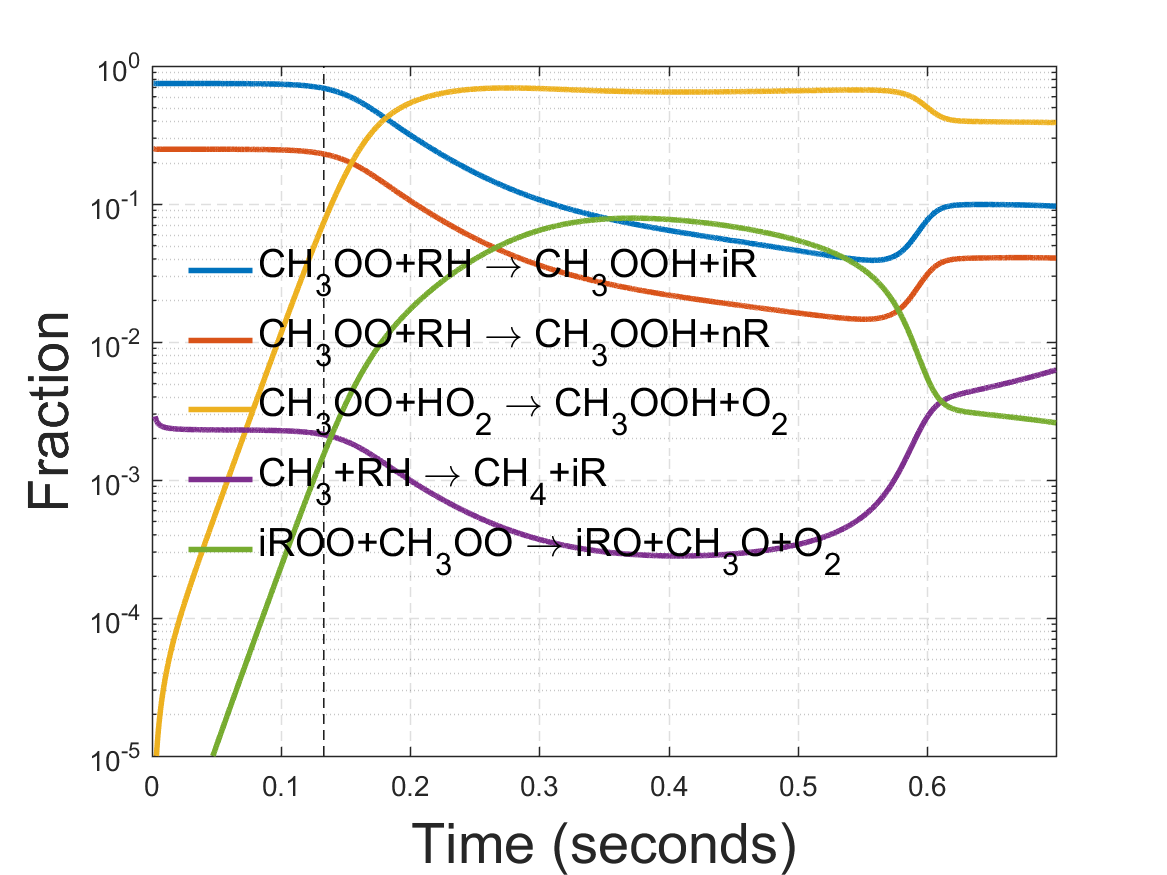 10⁰
10⁻¹
10⁻²
10⁻³
10⁻⁴
10⁻⁵
Fraction
CH₃OO+RH → CH₃OOH+iR
CH₃OO+RH → CH₃OOH+nR
CH₃OO+HO₂ → CH₃OOH+O₂
CH₃+RH → CH₄+iR
iROO+CH₃OO → iRO+CH₃O+O₂
0 0.1 0.2 0.3 0.4 0.5 0.6
Time (seconds)